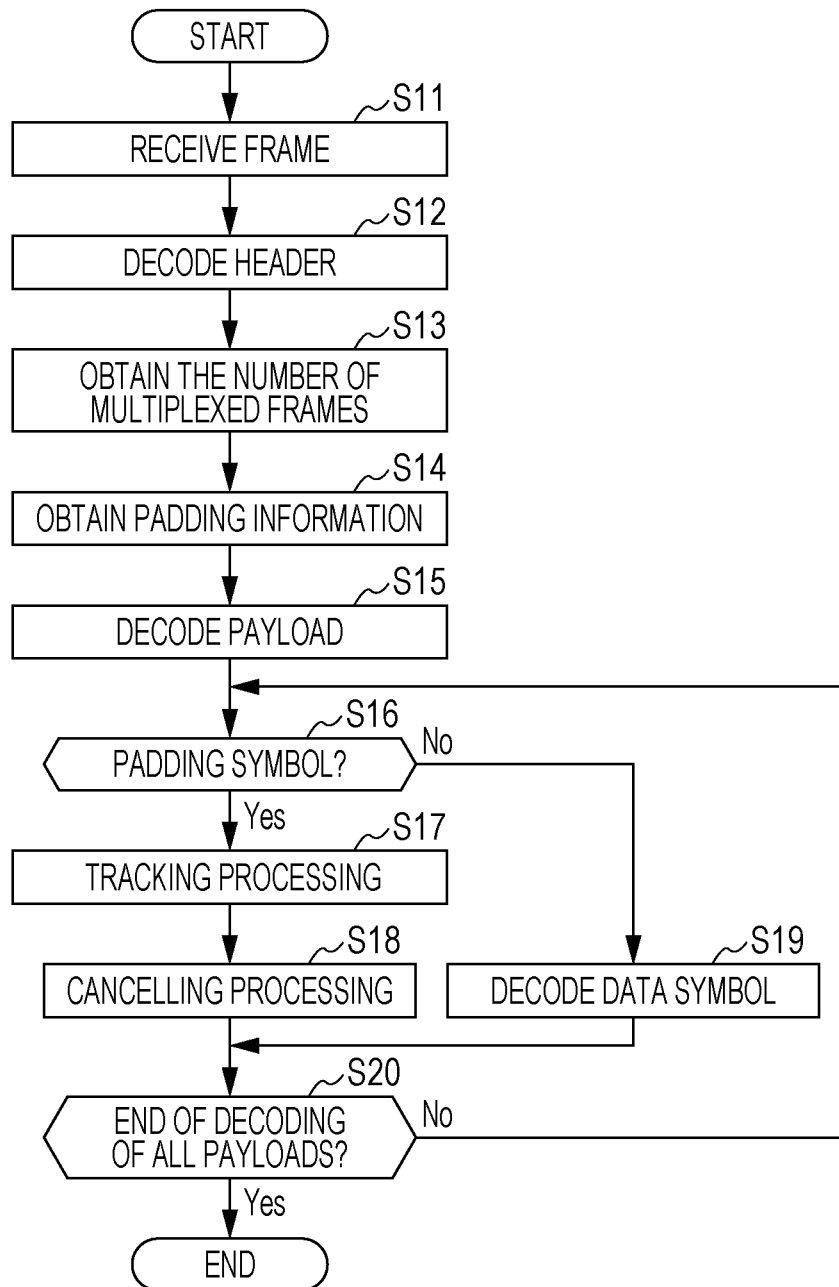 START
S11
RECEIVE FRAME
S12
DECODE HEADER
S13
OBTAIN THE NUMBER OF
MULTIPLEXED FRAMES
S14
OBTAIN PADDING INFORMATION
S15
DECODE PAYLOAD
S16
PADDING SYMBOL?
No
Yes
S17
TRACKING PROCESSING
S18
CANCELLING PROCESSING
S19
DECODE DATA SYMBOL
S20
END OF DECODING
OF ALL PAYLOADS?
No
Yes
END